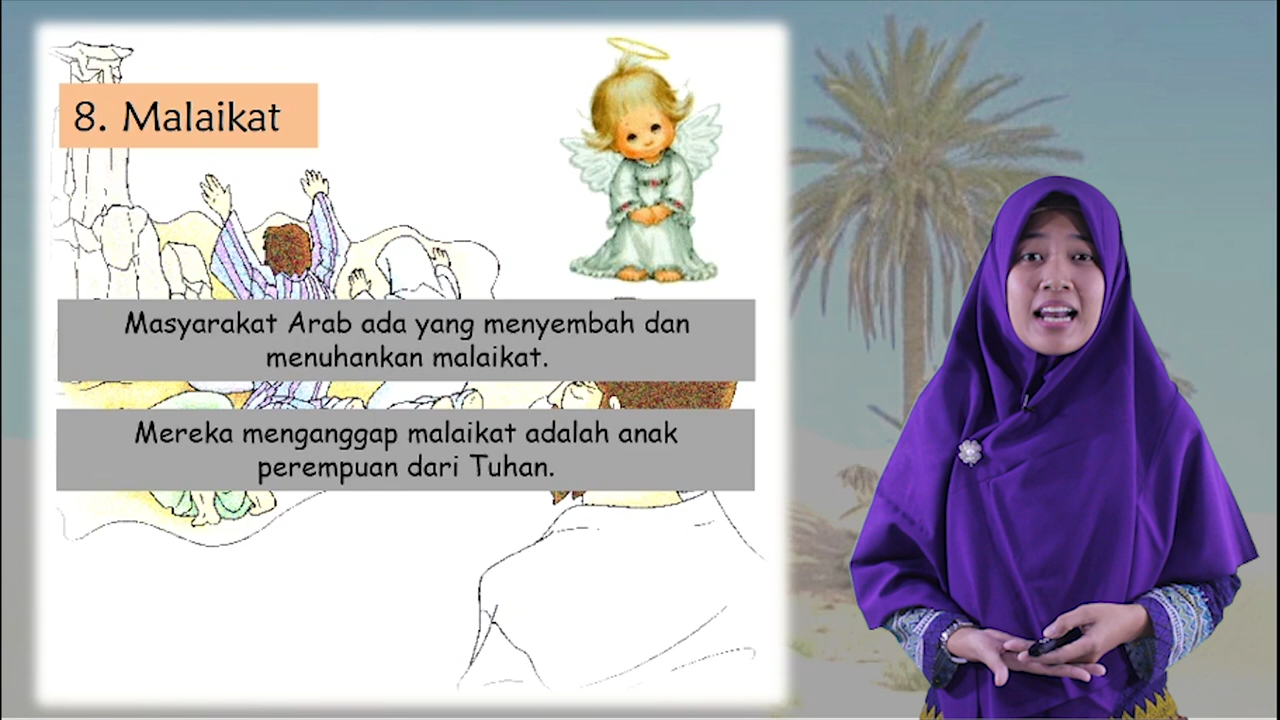 8. Malaikat
Masyarakat Arab ada yang menyembah dan
menuhankan malaikat.
Mereka menganggap malaikat adalah anak
perempuan dari Tuhan.